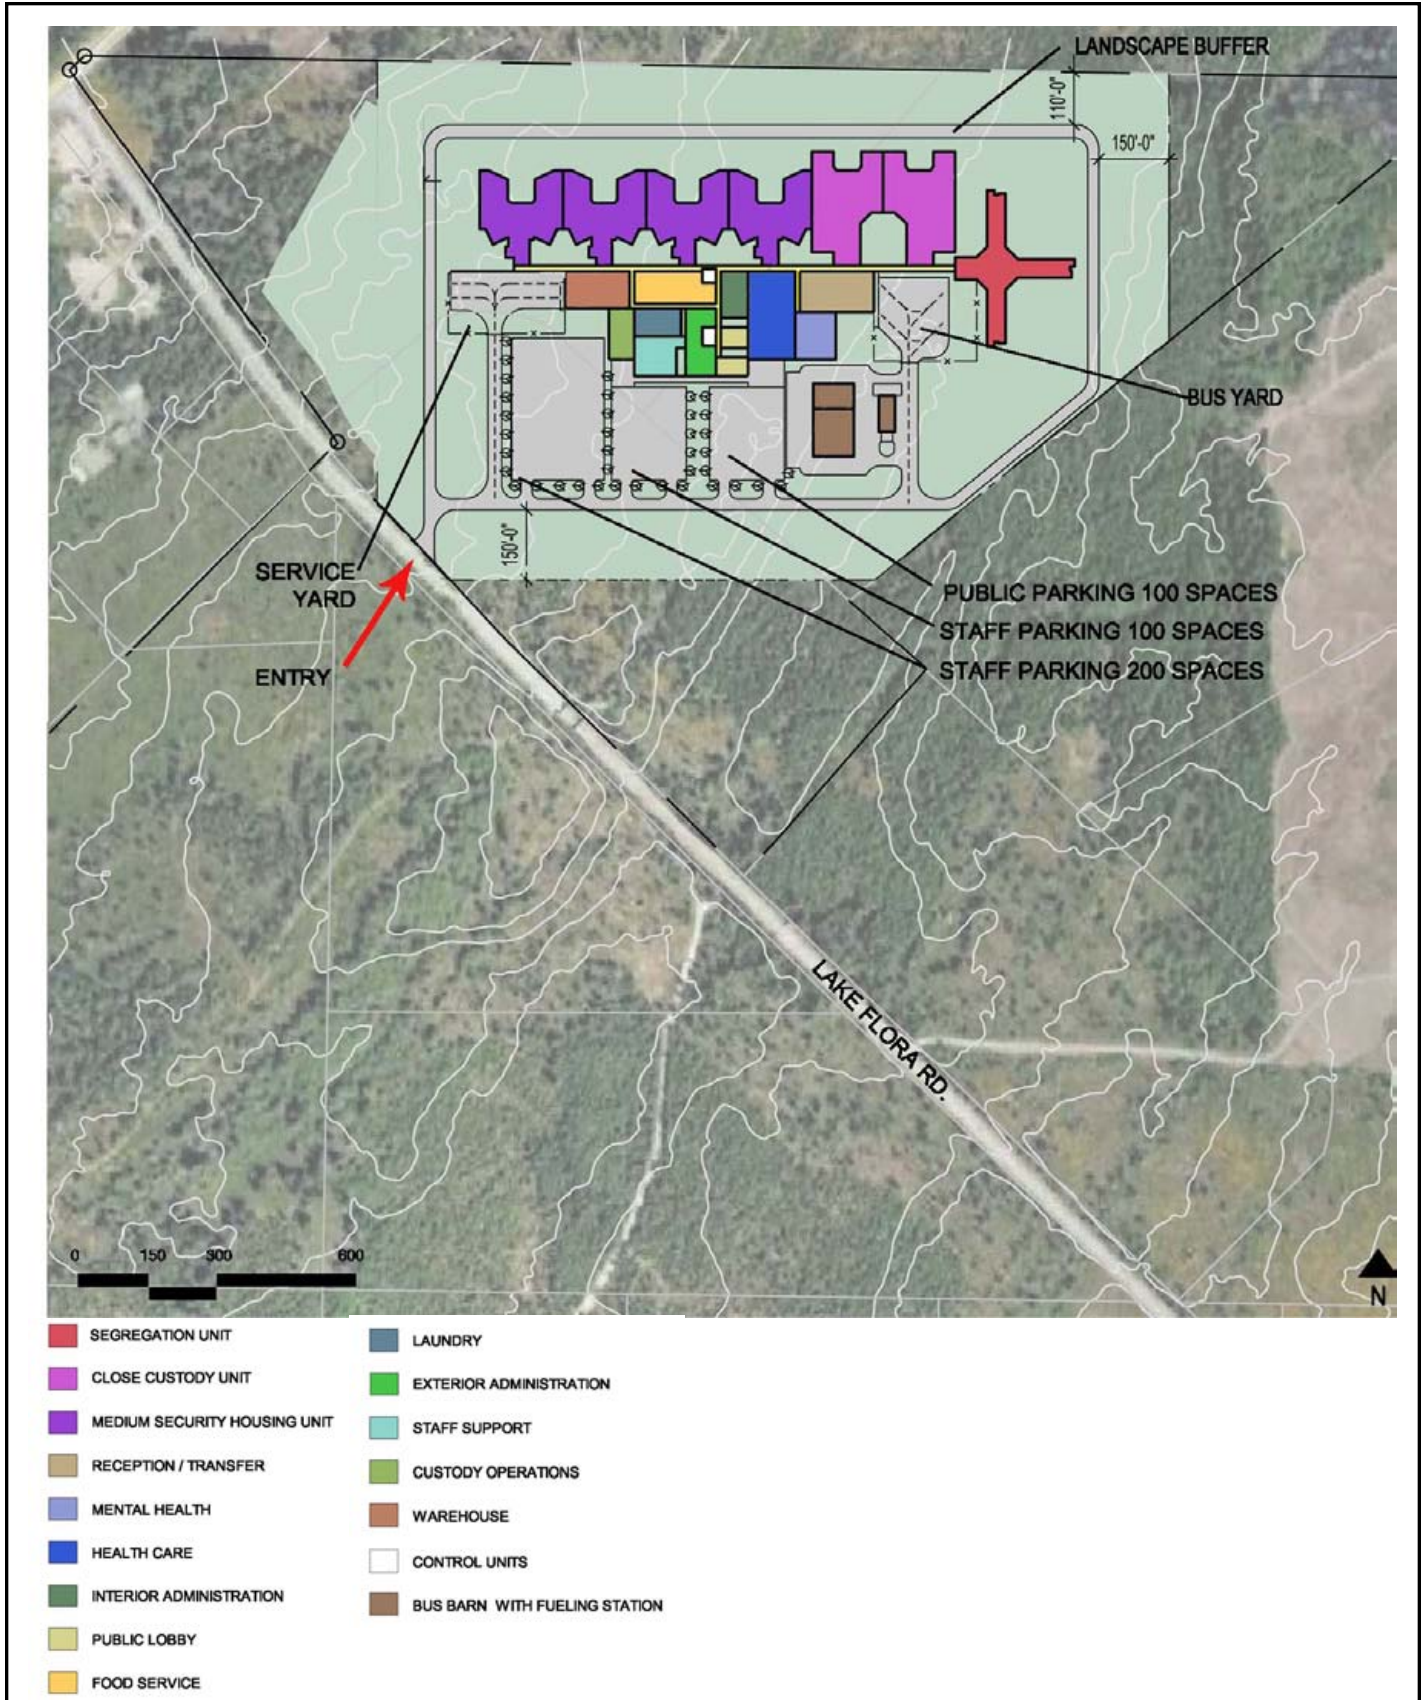 LANDSCAPE BUFFER
110'-0"
150'-0"
BUS YARD
150'-0"
SERVICE
YARD
ENTRY
PUBLIC PARKING 100 SPACES
STAFF PARKING 100 SPACES
STAFF PARKING 200 SPACES
LAKE FLORA RD.
0 150 300 600
N
SEGREGATION UNIT
CLOSE CUSTODY UNIT
MEDIUM SECURITY HOUSING UNIT
RECEPTION / TRANSFER
MENTAL HEALTH
HEALTH CARE
INTERIOR ADMINISTRATION
PUBLIC LOBBY
FOOD SERVICE
LAUNDRY
EXTERIOR ADMINISTRATION
STAFF SUPPORT
CUSTODY OPERATIONS
WAREHOUSE
CONTROL UNITS
BUS BARN WITH FUELING STATION